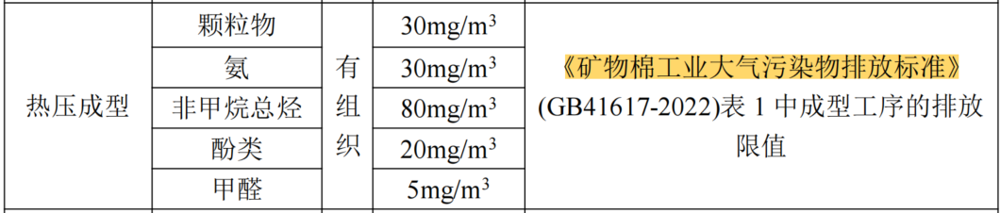 热压成型
颗粒物
氨
非甲烷总烃
酚类
甲醛
有
组
织
30mg/m³
30mg/m³
80mg/m³
20mg/m³
5mg/m³
《矿物棉工业大气污染物排放标准》
(GB41617-2022)表 1 中成型工序的排放
限值